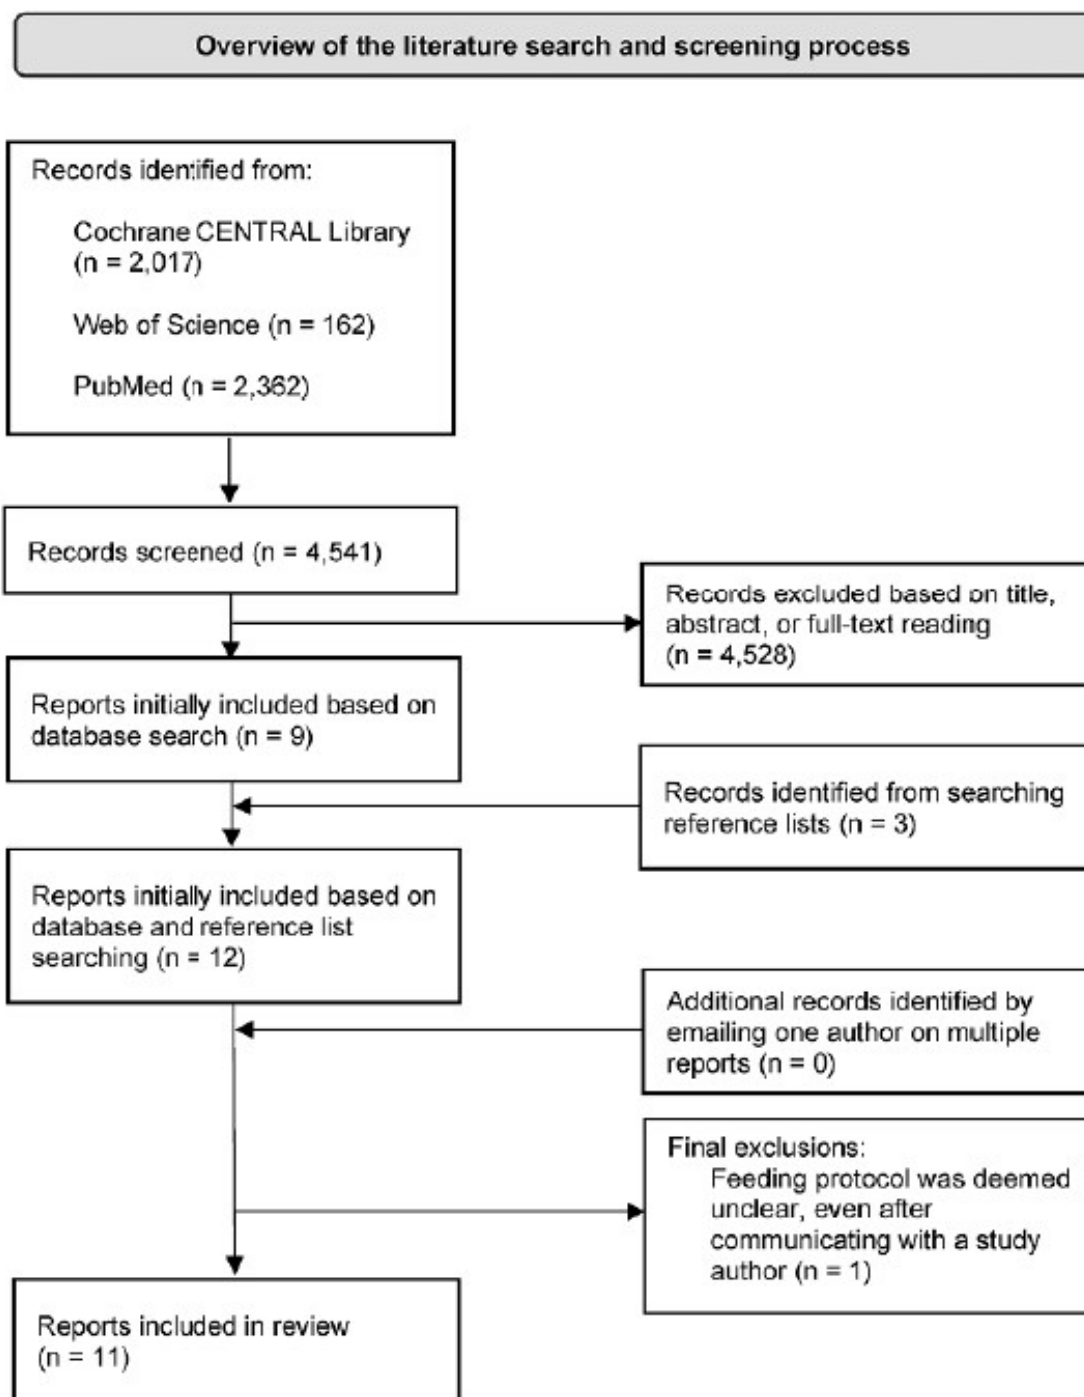 Overview of the literature search and screening process
Records identified from:
Cochrane CENTRAL Library
(n = 2,017)
Web of Science (n = 162)
PubMed (n = 2,362)
Records screened (n = 4,541)
Records excluded based on title,
abstract, or full-text reading
(n = 4,528)
Reports initially included based on
database search (n = 9)
Records identified from searching
reference lists (n = 3)
Reports initially included based on
database and reference list
searching (n = 12)
Additional records identified by
emailing one author on multiple
reports (n = 0)
Final exclusions:
Feeding protocol was deemed
unclear, even after
communicating with a study
author (n = 1)
Reports included in review
(n = 11)